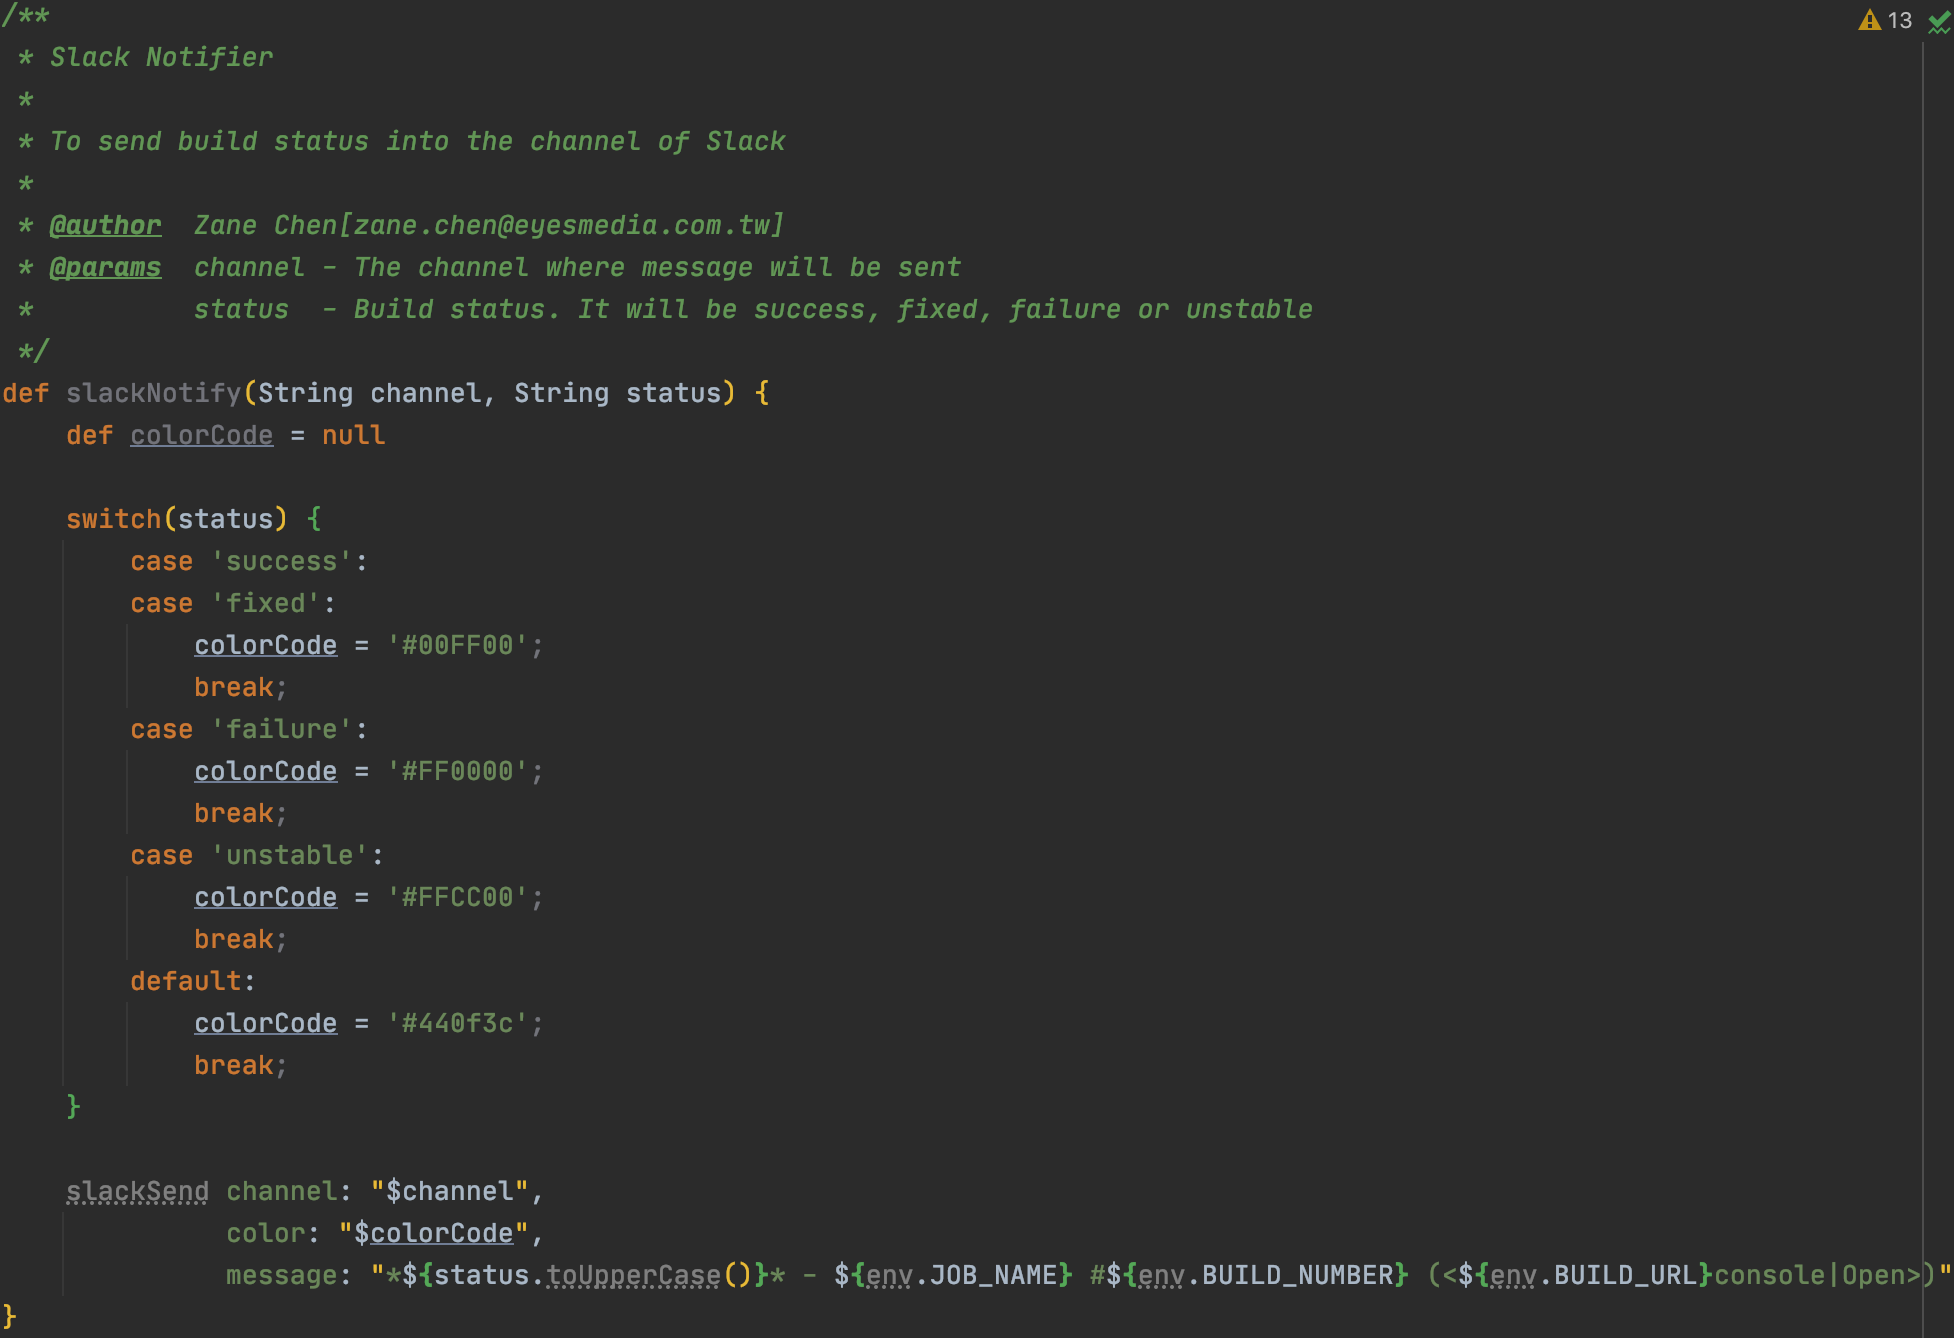 /**
 * Slack Notifier
 *
 * To send build status into the channel of Slack
 *
 * @author  Zane Chen[zane.chen@eyesmedia.com.tw]
 * @params  channel - The channel where message will be sent
 *          status  - Build status. It will be success, fixed, failure or unstable
 */
13
def slackNotify(String channel, String status) {
    def colorCode = null

    switch(status) {
        case 'success':
        case 'fixed':
            colorCode = '#00FF00';
            break;
        case 'failure':
            colorCode = '#FF0000';
            break;
        case 'unstable':
            colorCode = '#FFCC00';
            break;
        default:
            colorCode = '#440f3c';
            break;
    }

    slackSend channel: "$channel",
              color: "$colorCode",
              message: "*${status.toUpperCase()}* - ${env.JOB_NAME} #${env.BUILD_NUMBER} (<${env.BUILD_URL}console|Open>)"
}